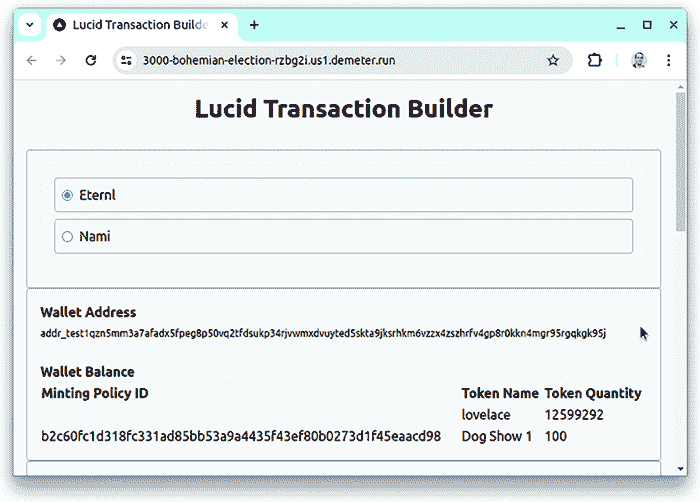 Lucid Transaction Builde
3000-bohemian-election-rzbg2i.us1.demeter.run
Lucid Transaction Builder
Eternl
Nami
Wallet Address
addr_test1qzn5mm3a7afadx5fpeg8p50vq2tfdsukp34rjvwmxdvuyted5skta9jksrhkm6vzzx4zszhrfv4gp8r0kkn4mgr95rgqkgk95j
Wallet Balance
Minting Policy ID Token Name Token Quantity
lovelace 12599292
b2c60fc1d318fc331ad85bb53a9a4435f43ef80b0273d1f45eaacd98 Dog Show 1 100